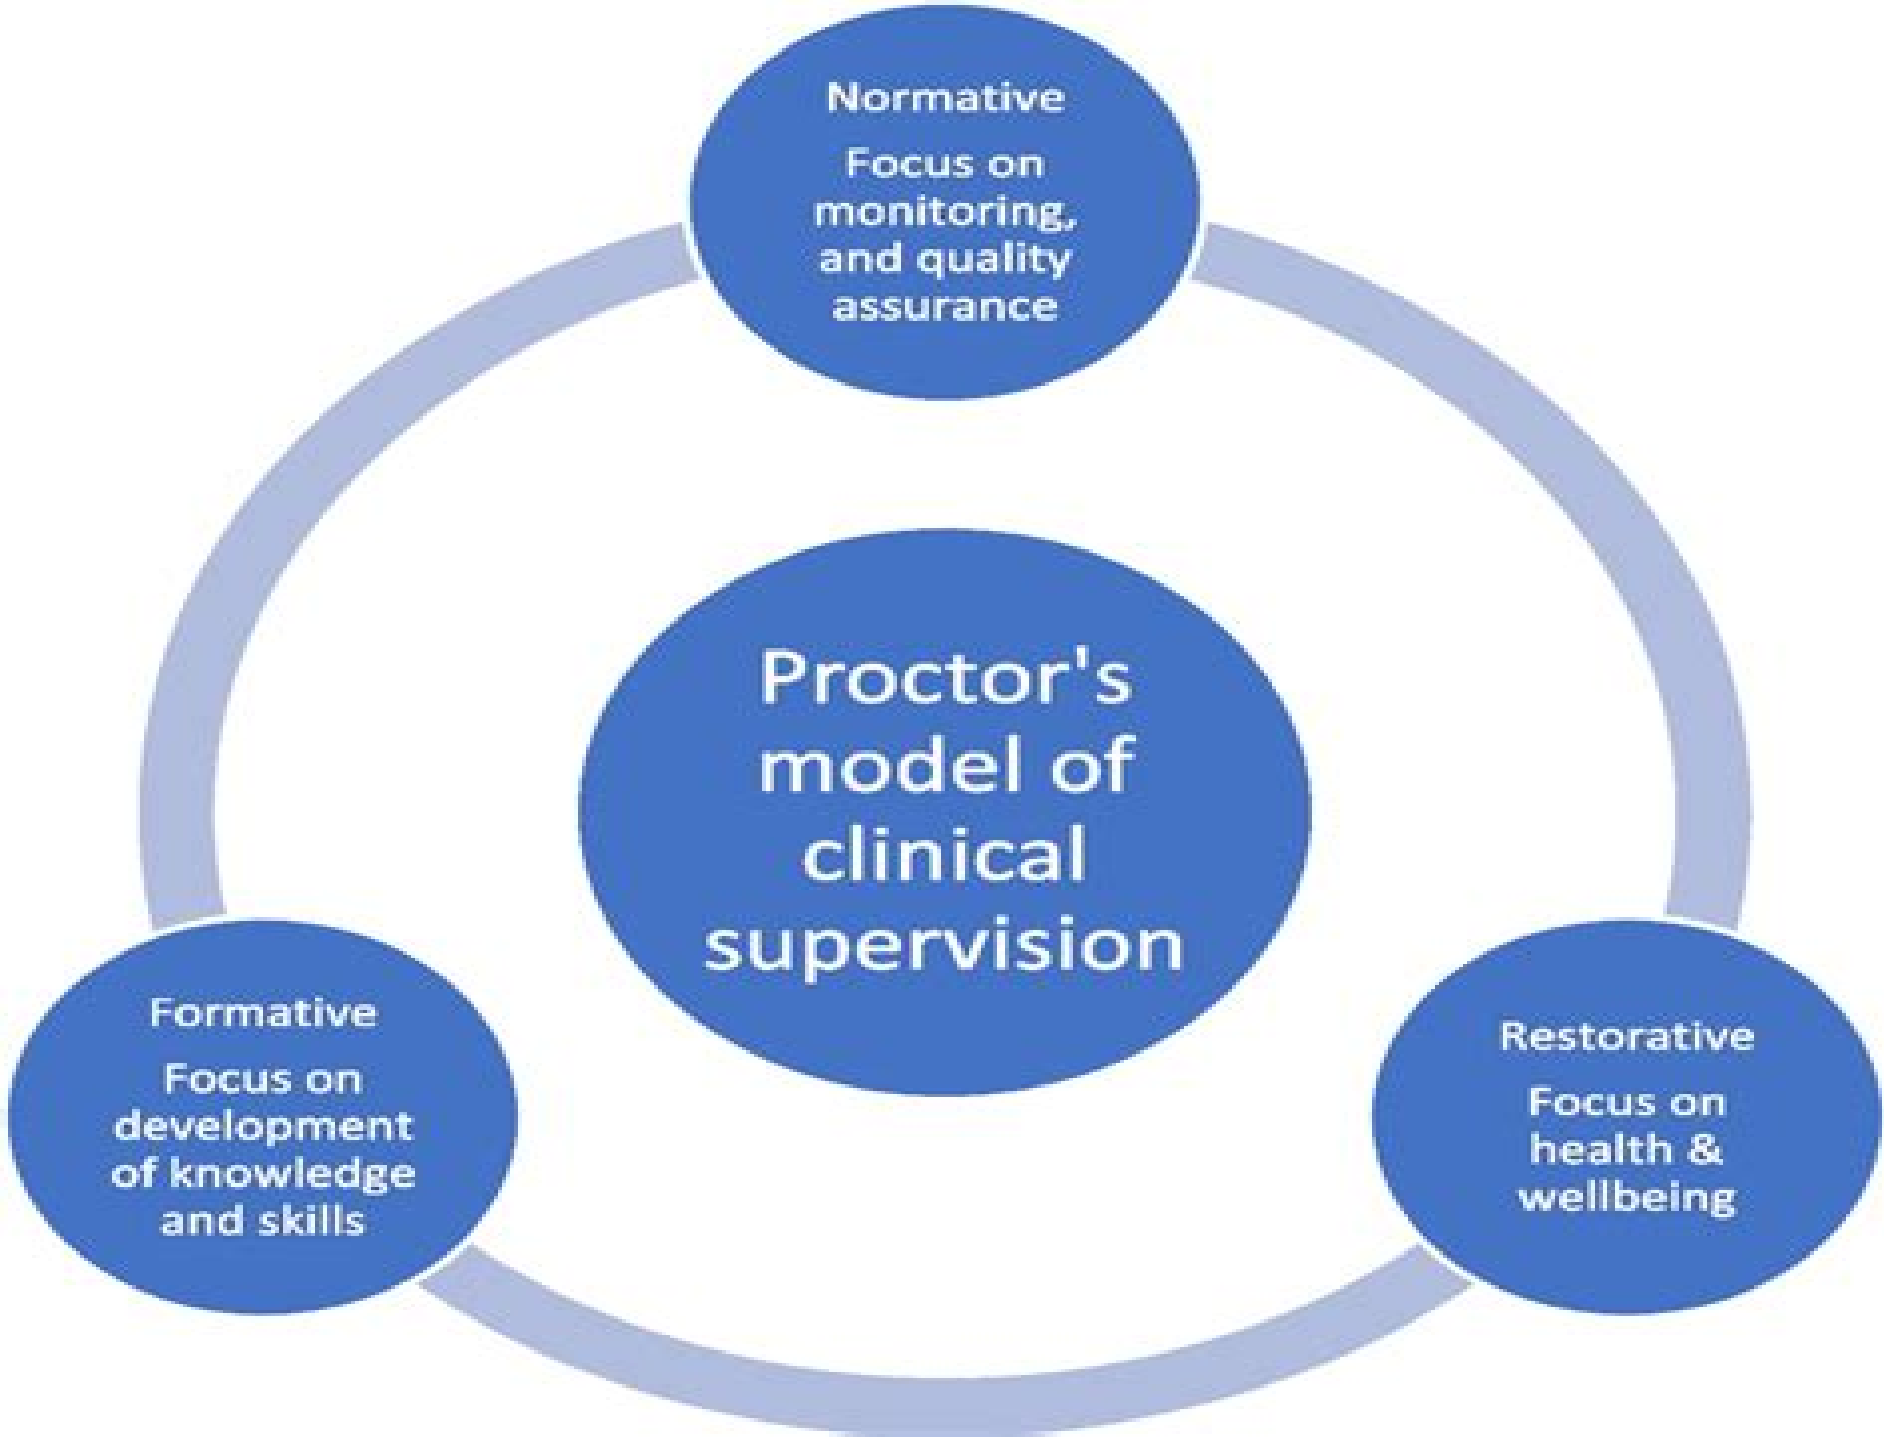 Normative
Focus on
monitoring,
and quality
assurance
Proctor's
model of
clinical
supervision
Formative
Focus on
development
of knowledge
and skills
Restorative
Focus on
health &
wellbeing